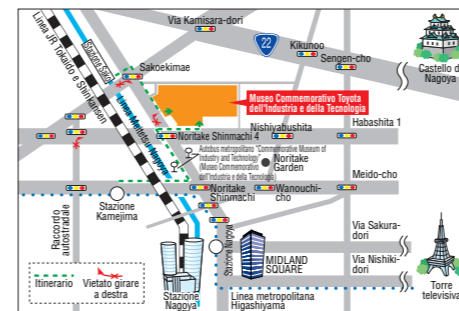 Via Kamisara-dori
22
Kikunoo
Sengen-cho
Castello di
Nagoya
Linea JR Tokaido e Shinkansen
Stazione Sako
Sakoekimae
Linea Meitetsu Nagoya
Museo Commemorativo Toyota
dell'Industria e della Tecnologia
Noritake Shinmachi 4
Nishiyabushita
Habashita 1
Autobus metropolitano "Commemorative Museum of
Industry and Technology"
(Museo Commemorativo
dell'Industria e della Tecnologia)
Noritake
Garden
Meido-cho
Noritake
Shinmachi
Wanouchi-
cho
Stazione
Kamejima
Raccordo
autostradale
Stazione Nagoya
MIDLAND
SQUARE
Via Sakura-
dori
Via Nishiki-
dori
Torre
televisiva
Itinerario
Vietato girare
a destra
Stazione
Nagoya
Linea metropolitana
Higashiyama